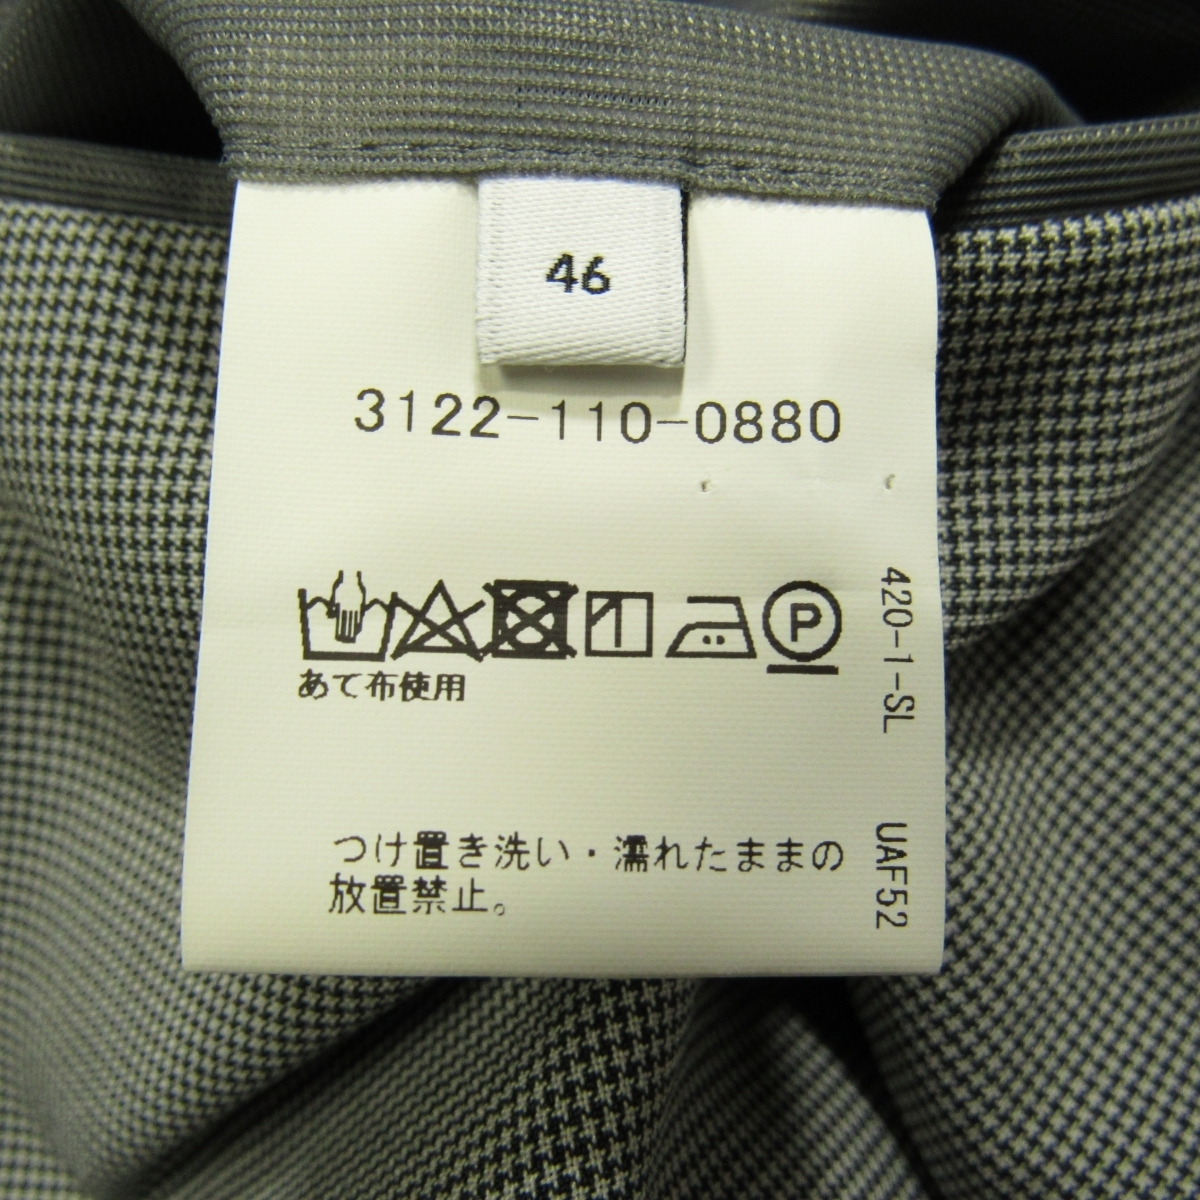 46
3122-110-0880
P
あて布使用
つけ置き洗い・濡れたままの
放置禁止。
420-1-SL
UAF52